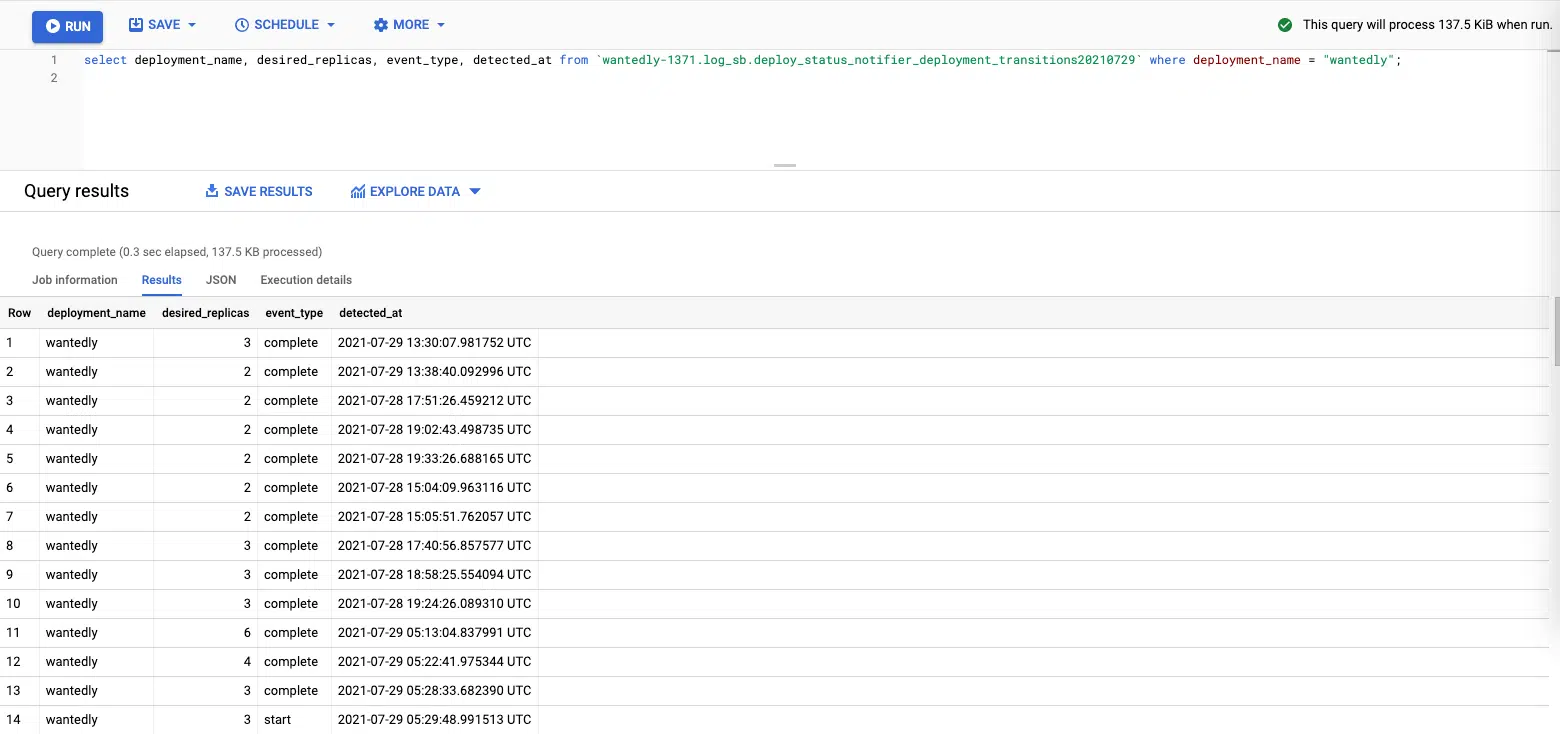 RUN SAVE SCHEDULE MORE This query will process 137.5 KiB when run.
1 select deployment_name, desired_replicas, event_type, detected_at from `wantedly-1371.log_sb.deploy_status_notifier_deployment_transitions20210729` where deployment_name = "wantedly";
2
Query results SAVE RESULTS EXPLORE DATA
Query complete (0.3 sec elapsed, 137.5 KB processed)
Job information Results JSON Execution details
Row deployment_name desired_replicas event_type detected_at
1 wantedly 3 complete 2021-07-29 13:30:07.981752 UTC
2 wantedly 2 complete 2021-07-29 13:38:40.092996 UTC
3 wantedly 2 complete 2021-07-28 17:51:26.459212 UTC
4 wantedly 2 complete 2021-07-28 19:02:43.498735 UTC
5 wantedly 2 complete 2021-07-28 19:33:26.688165 UTC
6 wantedly 2 complete 2021-07-28 15:04:09.963116 UTC
7 wantedly 2 complete 2021-07-28 15:05:51.762057 UTC
8 wantedly 3 complete 2021-07-28 17:40:56.857577 UTC
9 wantedly 3 complete 2021-07-28 18:58:25.554094 UTC
10 wantedly 3 complete 2021-07-28 19:24:26.089310 UTC
11 wantedly 6 complete 2021-07-29 05:13:04.837991 UTC
12 wantedly 4 complete 2021-07-29 05:22:41.975344 UTC
13 wantedly 3 complete 2021-07-29 05:28:33.682390 UTC
14 wantedly 3 start 2021-07-29 05:29:48.991513 UTC